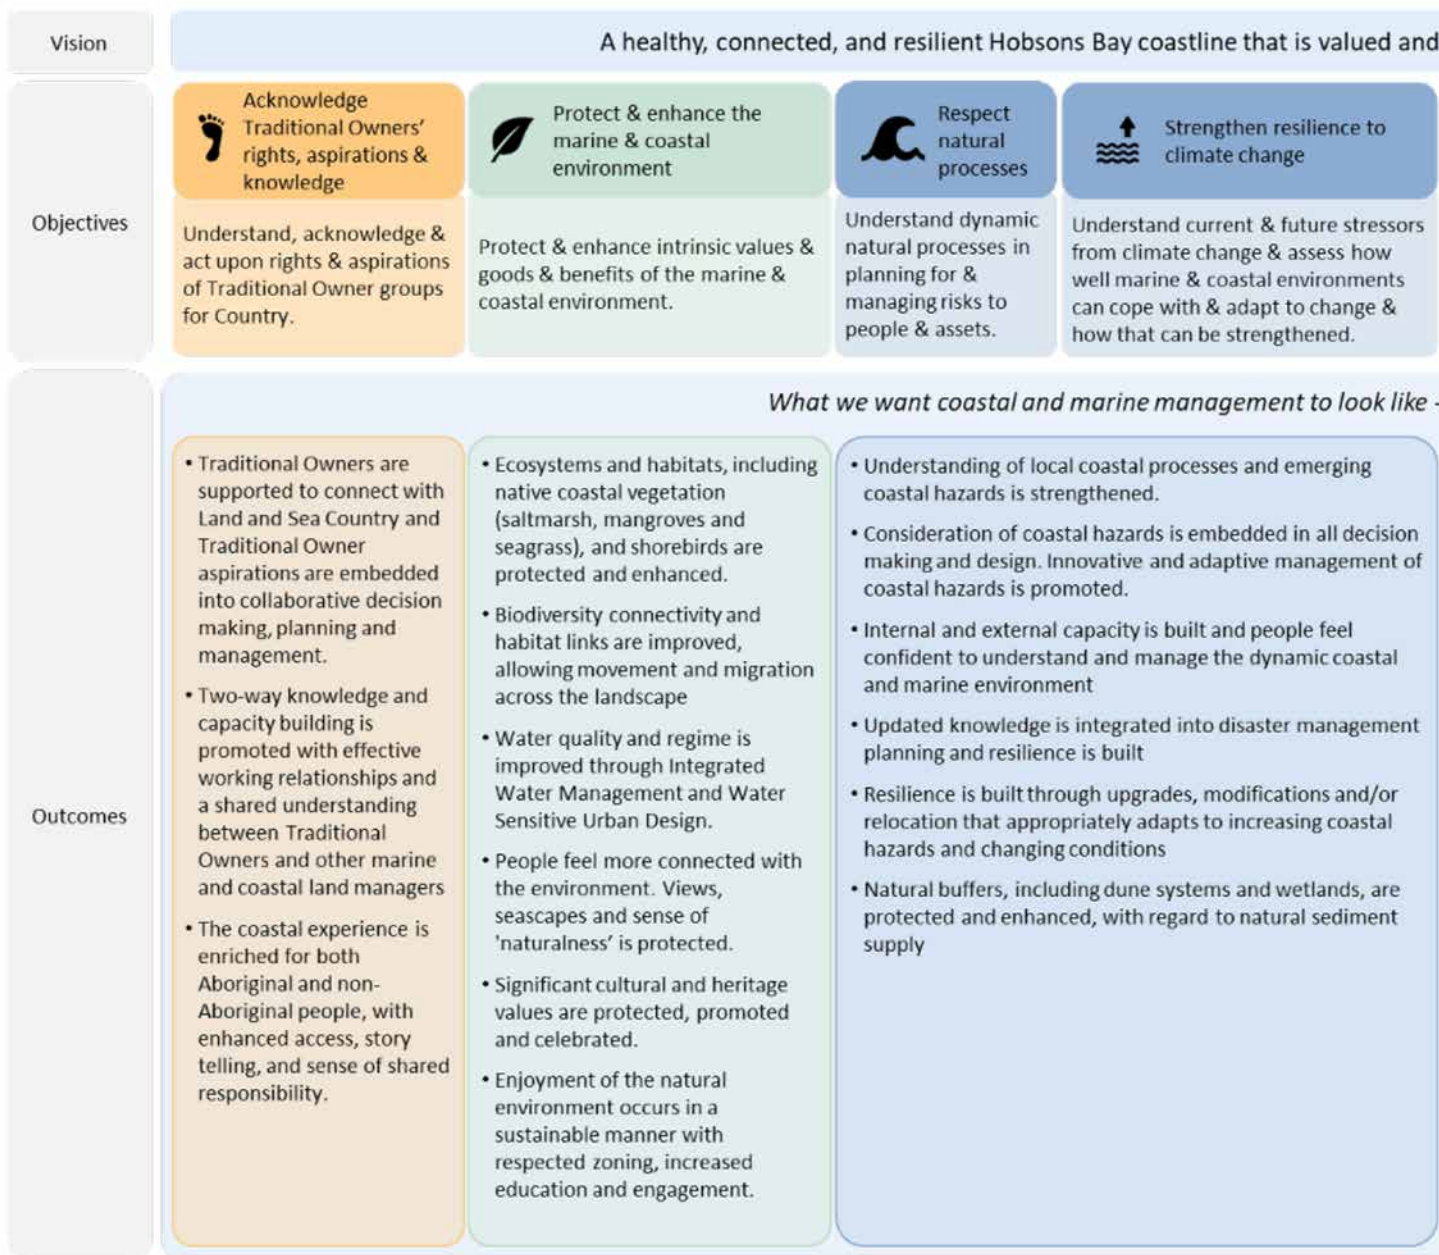 Vision
A healthy, connected, and resilient Hobsons Bay coastline that is valued and
Objectives
Acknowledge
Traditional Owners'
rights, aspirations &
knowledge
Understand, acknowledge &
act upon rights & aspirations
of Traditional Owner groups
for Country.
Protect & enhance the
marine & coastal
environment
Protect & enhance intrinsic values &
goods & benefits of the marine &
coastal environment.
Respect
natural
processes
Understand dynamic
natural processes in
planning for &
managing risks to
people & assets.
Strengthen resilience to
climate change
Understand current & future stressors
from climate change & assess how
well marine & coastal environments
can cope with & adapt to change &
how that can be strengthened.
Outcomes
What we want coastal and marine management to look like -
• Traditional Owners are
supported to connect with
Land and Sea Country and
Traditional Owner
aspirations are embedded
into collaborative decision
making, planning and
management.
• Two-way knowledge and
capacity building is
promoted with effective
working relationships and
a shared understanding
between Traditional
Owners and other marine
and coastal land managers
• The coastal experience is
enriched for both
Aboriginal and non-
Aboriginal people, with
enhanced access, story
telling, and sense of shared
responsibility.
• Ecosystems and habitats, including
native coastal vegetation
(saltmarsh, mangroves and
seagrass), and shorebirds are
protected and enhanced.
• Biodiversity connectivity and
habitat links are improved,
allowing movement and migration
across the landscape
• Water quality and regime is
improved through Integrated
Water Management and Water
Sensitive Urban Design.
• People feel more connected with
the environment. Views,
seascapes and sense of
'naturalness' is protected.
• Significant cultural and heritage
values are protected, promoted
and celebrated.
• Enjoyment of the natural
environment occurs in a
sustainable manner with
respected zoning, increased
education and engagement.
• Understanding of local coastal processes and emerging
coastal hazards is strengthened.
• Consideration of coastal hazards is embedded in all decision
making and design. Innovative and adaptive management of
coastal hazards is promoted.
• Internal and external capacity is built and people feel
confident to understand and manage the dynamic coastal
and marine environment
• Updated knowledge is integrated into disaster management
planning and resilience is built
• Resilience is built through upgrades, modifications and/or
relocation that appropriately adapts to increasing coastal
hazards and changing conditions
• Natural buffers, including dune systems and wetlands, are
protected and enhanced, with regard to natural sediment
supply